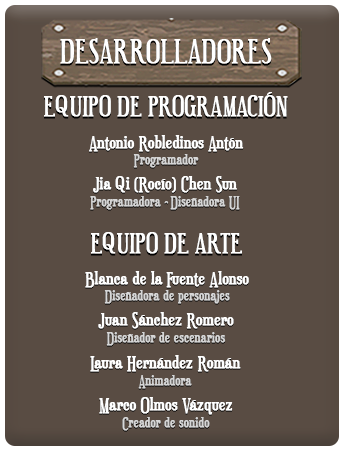 DESARROLLADORES
EQUIPO DE PROGRAMACIÓN
Antonio Robledinos Antón
Programador
Jia Qi (Rocío) Chen Sun
Programadora - Diseñadora UI
EQUIPO DE ARTE
Blanca de la Fuente Alonso
Diseñadora de personajes
Juan Sánchez Romero
Diseñador de escenarios
Laura Hernández Román
Animadora
Marco Olmos Vázquez
Creador de sonido